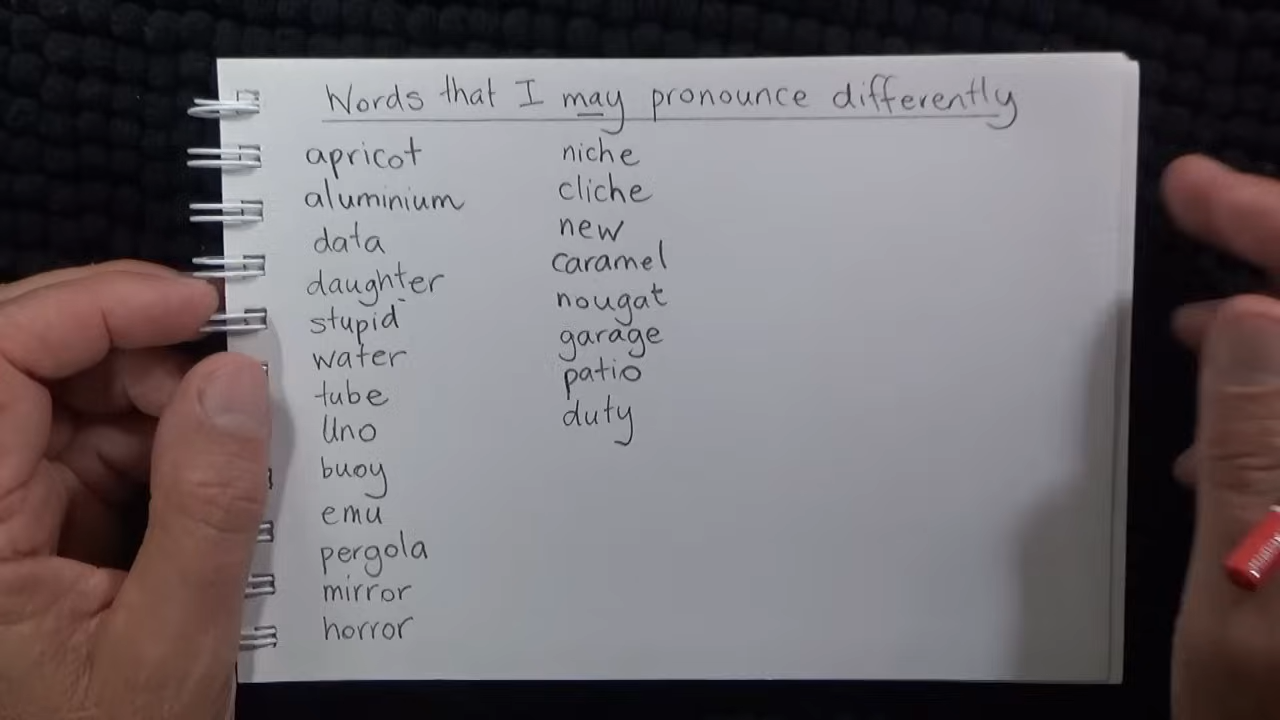 Words that I may pronounce differently
apricot
aluminium
data
daughter
stupid
water
tube
Uno
buoy
emu
pergola
mirror
horror
niche
cliche
new
caramel
nougat
garage
patio
duty